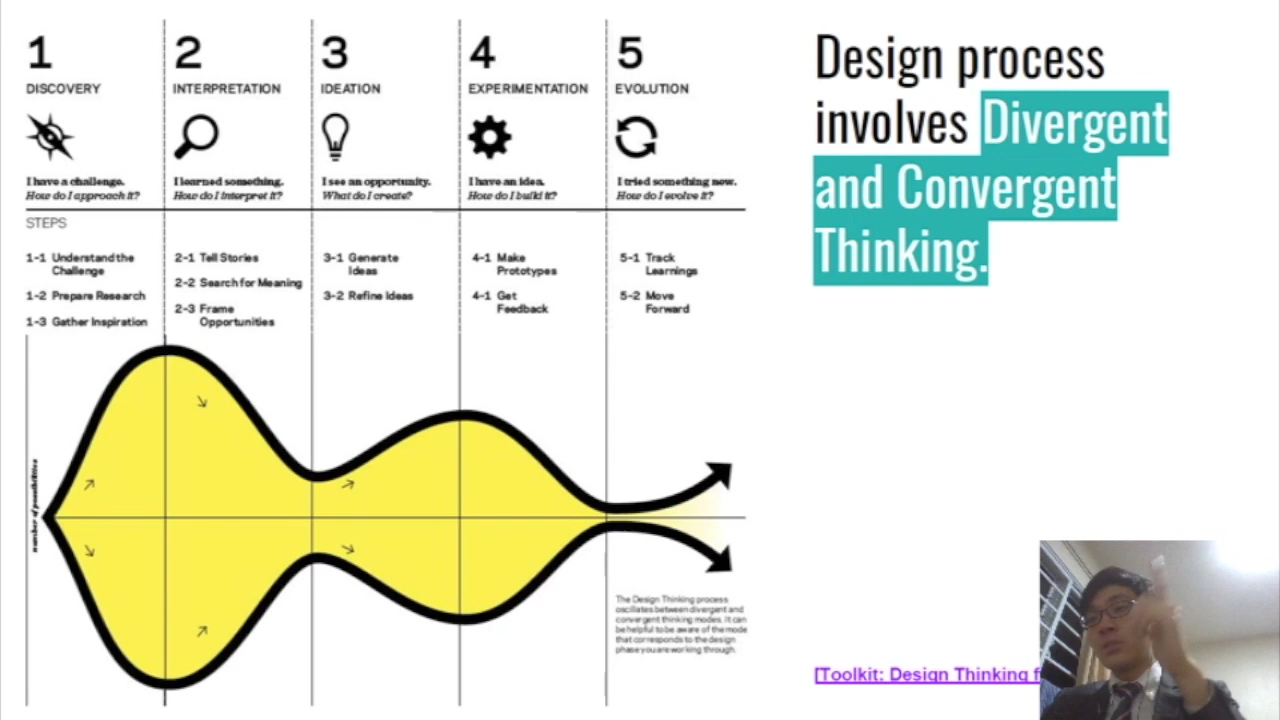 1
DISCOVERY
I have a challenge.
How do I approach it?
2
INTERPRETATION
I learned something.
How do I interpret it?
3
IDEATION
I see an opportunity.
What do I create?
4
EXPERIMENTATION
I have an idea.
How do I build it?
5
EVOLUTION
I tried something new.
How do I evolve it?
STEPS
1-1 Understand the
Challenge
1-2 Prepare Research
1-3 Gather Inspiration
2-1 Tell Stories
2-2 Search for Meaning
2-3 Frame
Opportunities
3-1 Generate
Ideas
3-2 Refine Ideas
4-1 Make
Prototypes
4-1 Get
Feedback
5-1 Track
Learnings
5-2 Move
Forward
number of possibilities
The Design Thinking process
oscillates between divergent and
convergent thinking modes. It can
be helpful to be aware of the mode
that corresponds to the design
phase you are working through.
Design process
involves Divergent
and Convergent
Thinking.
[Toolkit: Design Thinking f